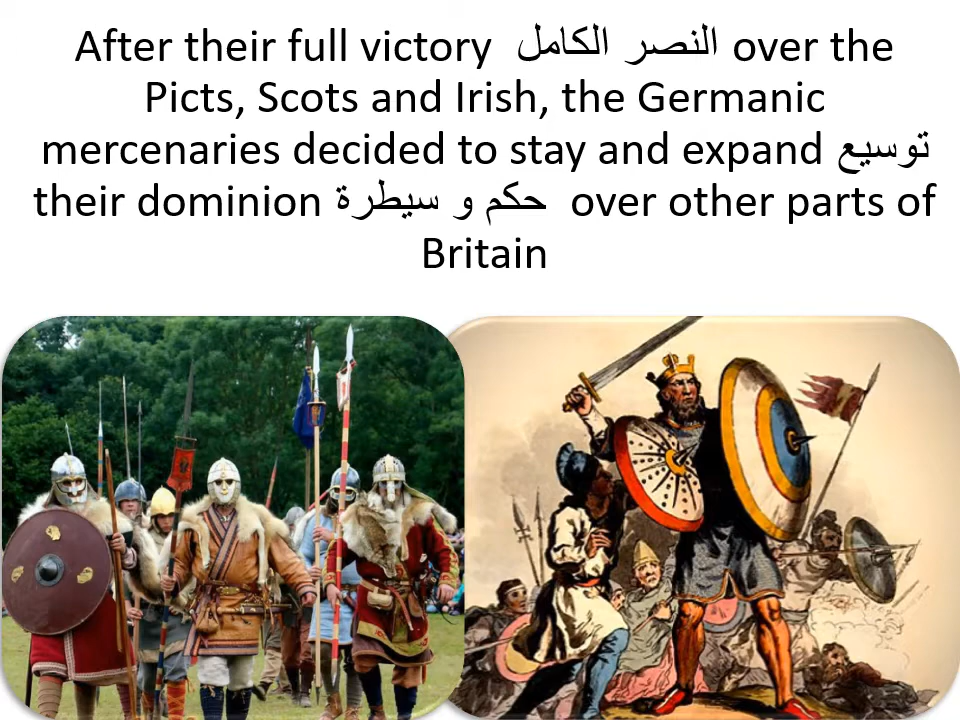 After their full victory النصر الكامل over the
Picts, Scots and Irish, the Germanic
mercenaries decided to stay and expand توسيع
their dominion حكم و سيطرة over other parts of
Britain